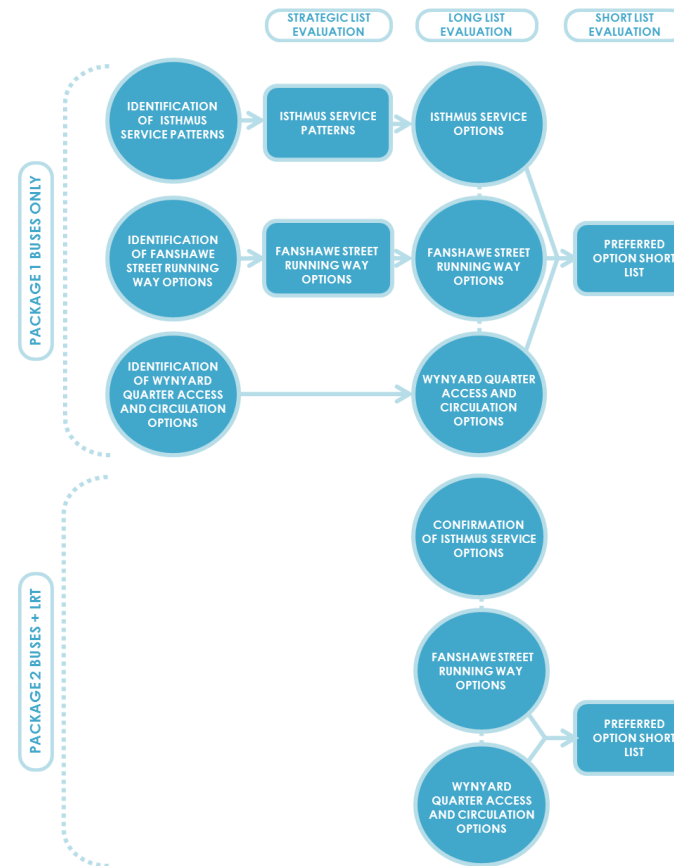 STRATEGIC LIST
EVALUATION
LONG LIST
EVALUATION
SHORT LIST
EVALUATION
PACKAGE 1 BUSES ONLY
IDENTIFICATION
OF ISTHMUS
SERVICE PATTERNS
ISTHMUS SERVICE
PATTERNS
ISTHMUS SERVICE
OPTIONS
IDENTIFICATION
OF FANSHAWE
STREET RUNNING
WAY OPTIONS
FANSHAWE STREET
RUNNING WAY
OPTIONS
FANSHAWE STREET
RUNNING WAY
OPTIONS
PREFERRED
OPTION SHORT
LIST
IDENTIFICATION
OF WYNYARD
QUARTER ACCESS
AND CIRCULATION
OPTIONS
WYNYARD QUARTER
ACCESS AND
CIRCULATION
OPTIONS
PACKAGE 2 BUSES + LRT
CONFIRMATION
OF ISTHMUS SERVICE
OPTIONS
FANSHAWE STREET
RUNNING WAY
OPTIONS
PREFERRED
OPTION SHORT
LIST
WYNYARD
QUARTER ACCESS
AND CIRCULATION
OPTIONS